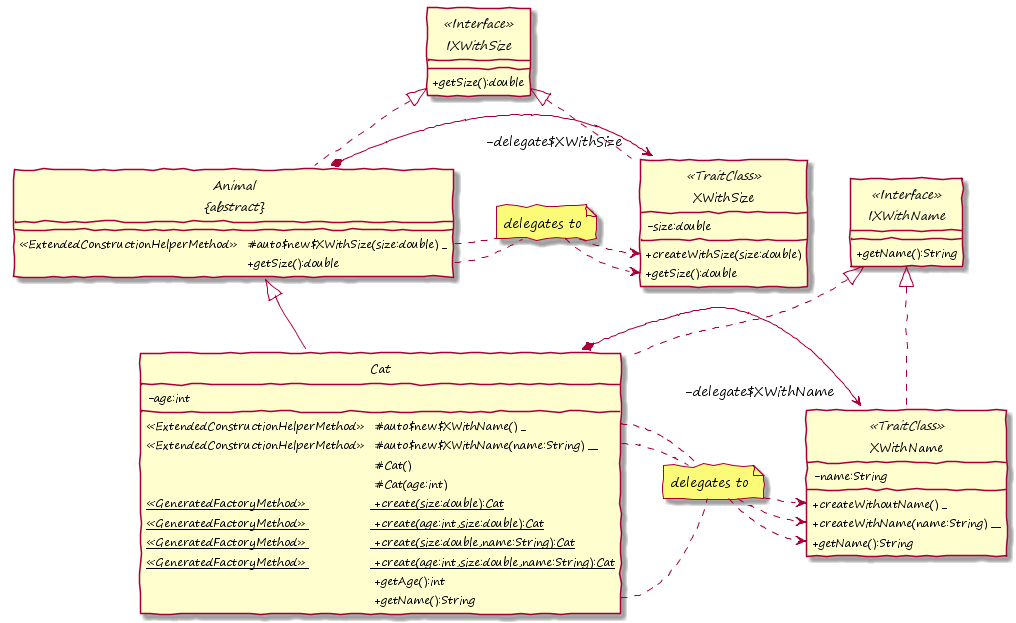 «Interface»
IXWithSize
+getSize():double
-delegate$XWithSize
Animal
{abstract}
«ExtendedConstructionHelperMethod» #auto$new$XWithSize(size:double) _
+getSize():double
delegates to
«TraitClass»
XWithSize
-size:double
+createWithSize(size:double)
+getSize():double
«Interface»
IXWithName
+getName():String
Cat
-age:int
«ExtendedConstructionHelperMethod» #auto$new$XWithName() _
«ExtendedConstructionHelperMethod» #auto$new$XWithName(name:String) __
#Cat()
#Cat(age:int)
«GeneratedFactoryMethod» +create(size:double):Cat
«GeneratedFactoryMethod» +create(age:int,size:double):Cat
«GeneratedFactoryMethod» +create(size:double,name:String):Cat
«GeneratedFactoryMethod» +create(age:int,size:double,name:String):Cat
+getAge():int
+getName():String
-delegate$XWithName
delegates to
«TraitClass»
XWithName
-name:String
+createWithoutName() _
+createWithName(name:String) __
+getName():String